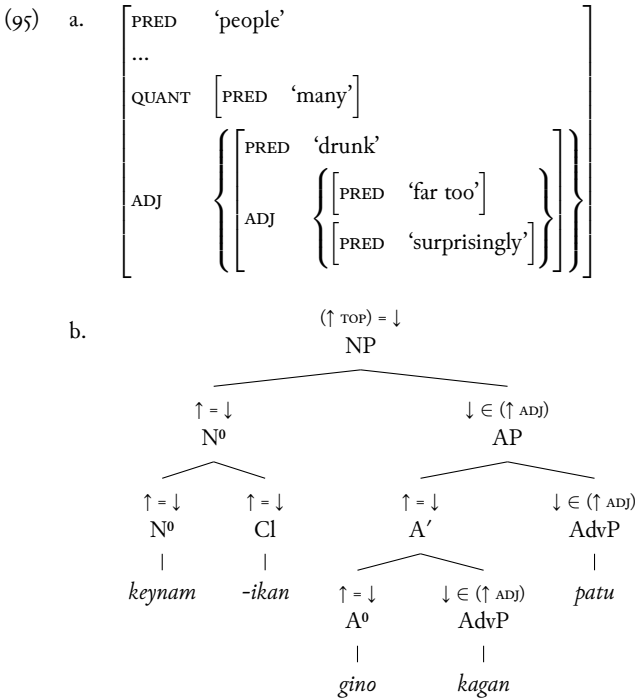 (95) a. PRED ‘people’
...
QUANT [PRED ‘many’]
PRED ‘drunk’
[PRED ‘far too’]
ADJ
ADJ
[PRED ‘surprisingly’]
b. (↑ TOP) = ↓
NP
↑ = ↓ ↓ ∈ (↑ ADJ)
N⁰ AP
↑ = ↓ ↑ = ↓ ↑ = ↓ ↓ ∈ (↑ ADJ)
N⁰ Cl A′ AdvP
keynam -ikan ↑ = ↓ ↓ ∈ (↑ ADJ) patu
A⁰ AdvP
gino kagan